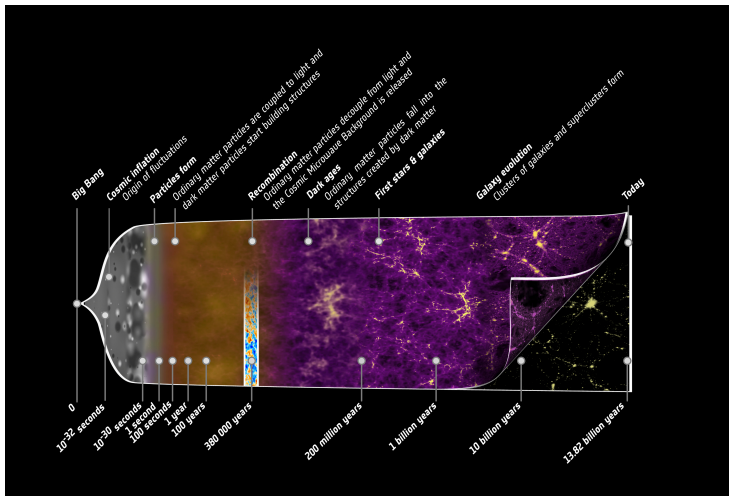 Big Bang
Cosmic inflation
Origin of fluctuations
Particles form
Ordinary matter particles are coupled to light and
dark matter particles start building structures
Recombination
Ordinary matter particles decouple from light and
the Cosmic Microwave Background is released
Dark ages
Ordinary matter particles fall into the
structures created by dark matter
First stars & galaxies
Galaxy evolution
Clusters of galaxies and superclusters form
Today
0
10-32 seconds
10-30 seconds
1 second
100 seconds
1 year
100 years
380 000 years
200 million years
1 billion years
10 billion years
13.82 billion years